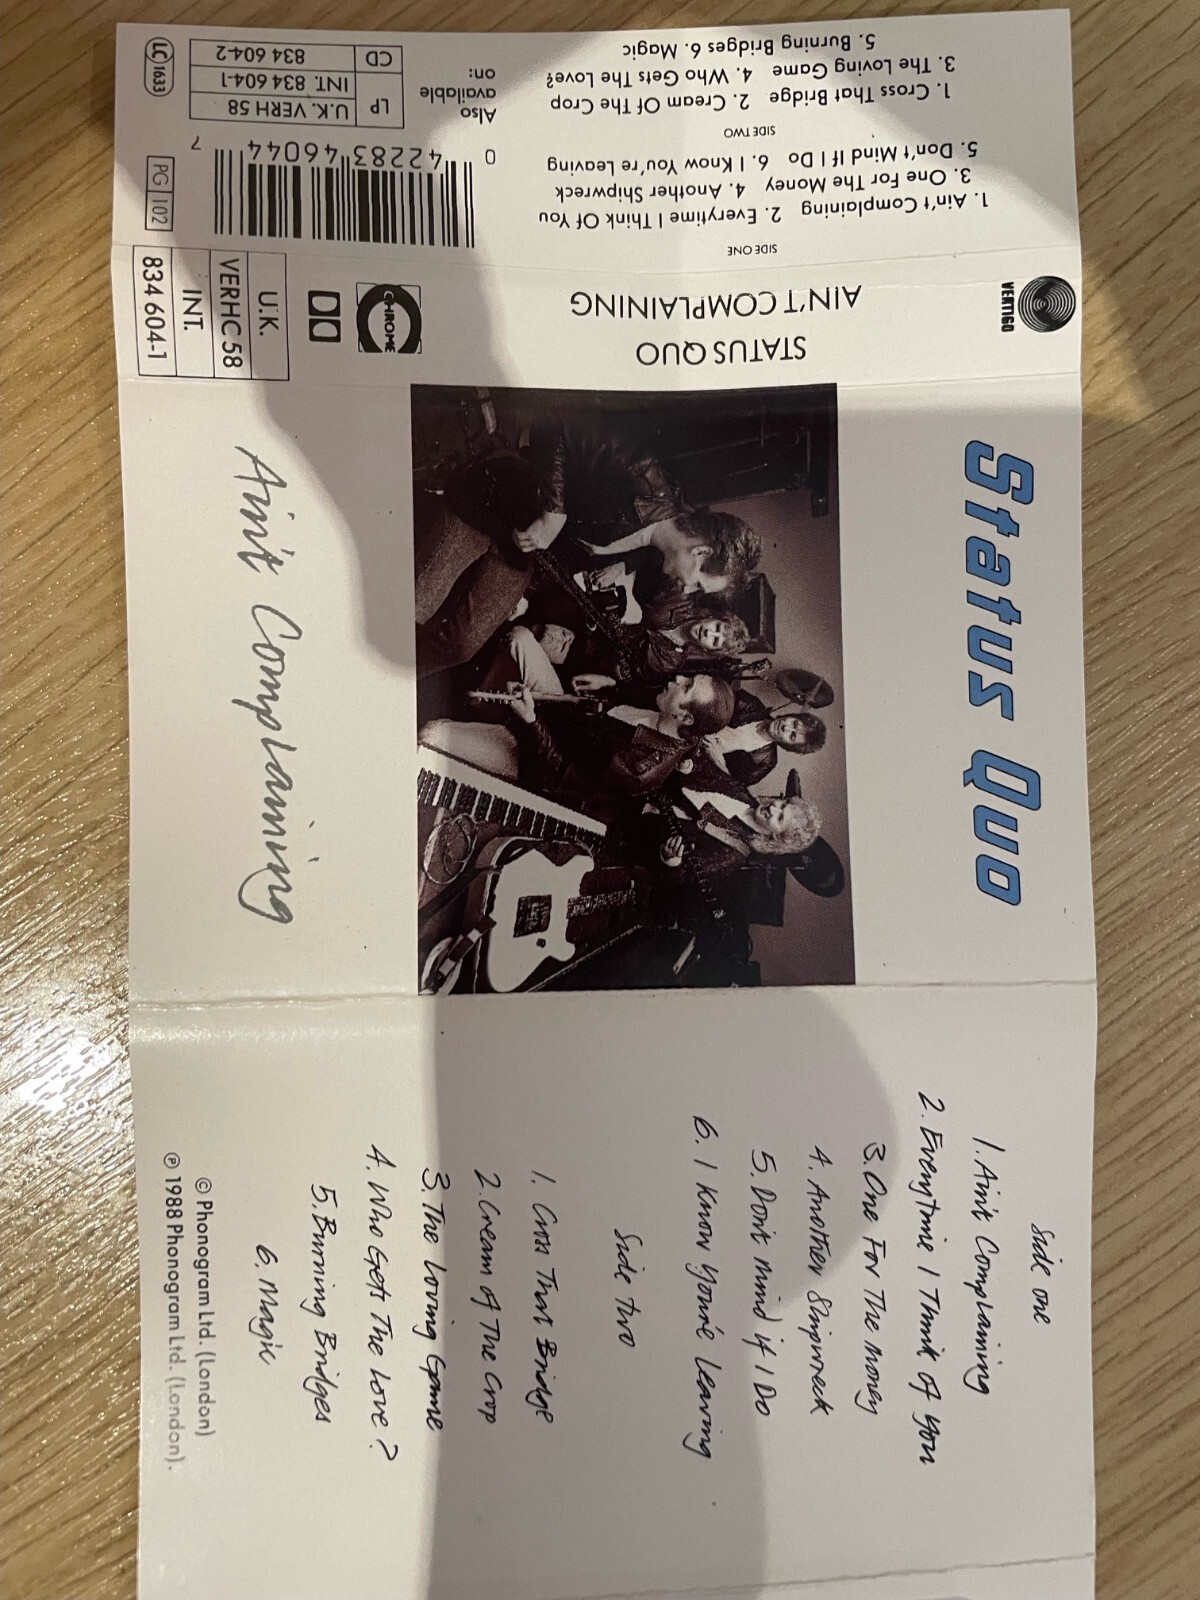 5. Burning Bridges 6. Magic
3. The Loving Game 4. Who Gets The Love?
1. Cross That Bridge 2. Cream Of The Crop
SIDE TWO
5. Don't Mind If I Do 6. I Know You're Leaving
3. One For The Money 4. Another Shipwreck
1. Ain't Complaining 2. Everytime I Think Of You
SIDE ONE
Also
available
on:
LP
U.K. VERH 58
INT. 834 604-1
CD
834 604-2
LC 1633
0 42283 46044 7
PG 102
VERTIGO
STATUS QUO
AIN'T COMPLAINING
CHROME
U.K.
VERHC 58
INT.
834 604-1
Status Quo
Ain't Complaining
Side one
1. Ain't Complaining
2. Everytime I Think Of You
3. One For The Money
4. Another Shipwreck
5. Don't Mind If I Do
6. I Know You're Leaving
Side two
1. Cross That Bridge
2. Cream Of The Crop
3. The Loving Game
4. Who Gets The Love?
5. Burning Bridges
6. Magic
© Phonogram Ltd. (London)
℗ 1988 Phonogram Ltd. (London).